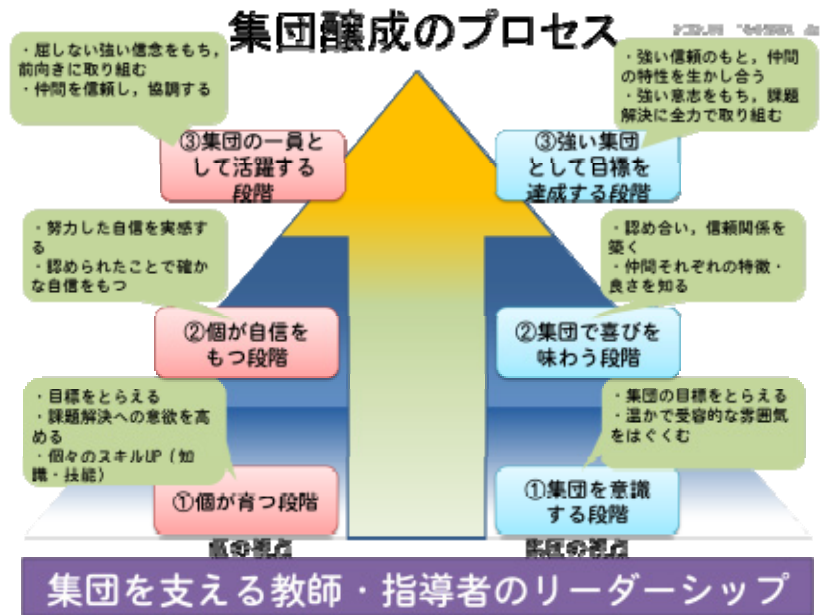 集団醸成のプロセス
・屈しない強い信念をもち,
前向きに取り組む
・仲間を信頼し,協調する
・強い信頼のもと,仲間
の特性を生かし合う
・強い意志をもち,課題
解決に全力で取り組む
③集団の一員と
して活躍する
段階
③強い集団
として目標を
達成する段階
・努力した自信を実感す
る
・認められたことで確か
な自信をもつ
・認め合い,信頼関係を
築く
・仲間それぞれの特徴・
良さを知る
②個が自信を
もつ段階
②集団で喜びを
味わう段階
・目標をとらえる
・課題解決への意欲を高
める
・個々のスキルUP(知
識・技能)
・集団の目標をとらえる
・温かで受容的な雰囲気
をはぐくむ
①個が育つ段階
①集団を意識
する段階
個の視点
集団の視点
集団を支える教師・指導者のリーダーシップ